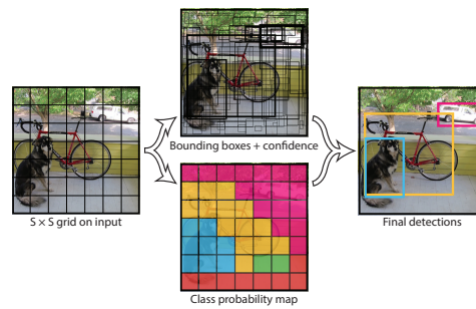 Bounding boxes + confidence
S × S grid on input
Final detections
Class probability map